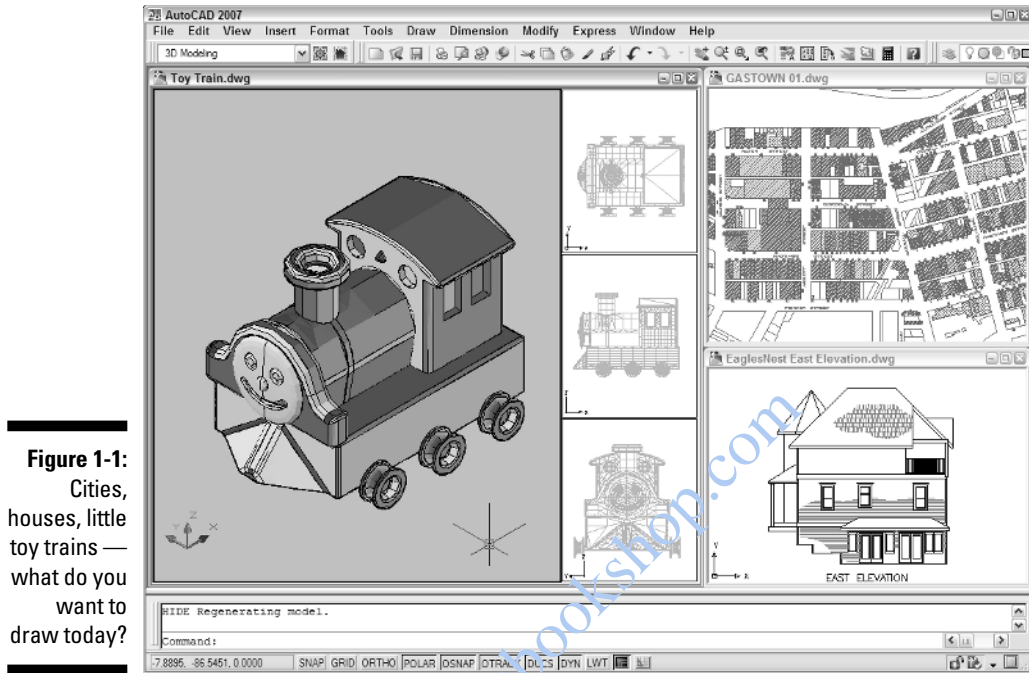 AutoCAD 2007
File Edit View Insert Format Tools Draw Dimension Modify Express Window Help
3D Modeling
Toy Train.dwg
GASTOWN 01.dwg
EaglesNest East Elevation.dwg
EAST ELEVATION
Figure 1-1:
Cities,
houses, little
toy trains —
what do you
want to
draw today?
HIDE Regenerating model.
Command:
-7.8895, -86.5451, 0.0000 SNAP GRID ORTHO POLAR OSNAP OTRACK DUCS DYN LWT
bookshop.com